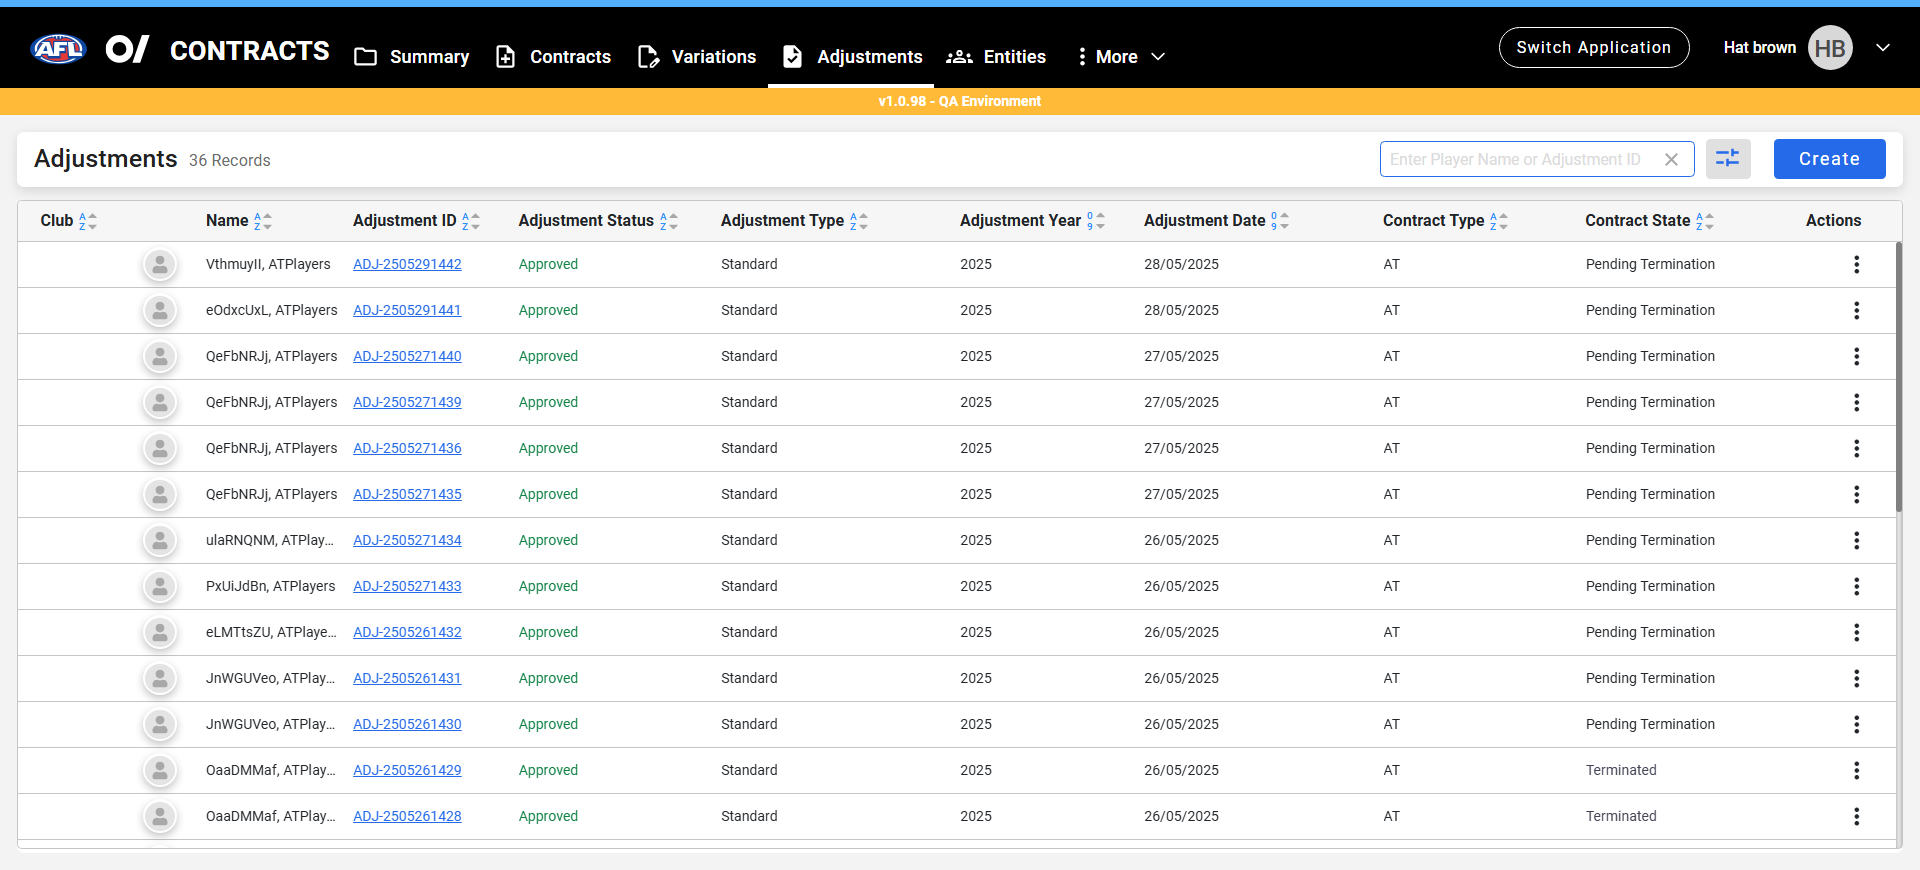 AFL CONTRACTS Summary Contracts Variations Adjustments Entities More Switch Application Hat brown HB
v1.0.98 - QA Environment
Adjustments 36 Records Enter Player Name or Adjustment ID Create
Club Name Adjustment ID Adjustment Status Adjustment Type Adjustment Year Adjustment Date Contract Type Contract State Actions
VthmuyII, ATPlayers ADJ-2505291442 Approved Standard 2025 28/05/2025 AT Pending Termination
eOdxcUxL, ATPlayers ADJ-2505291441 Approved Standard 2025 28/05/2025 AT Pending Termination
QeFbNRJj, ATPlayers ADJ-2505271440 Approved Standard 2025 27/05/2025 AT Pending Termination
QeFbNRJj, ATPlayers ADJ-2505271439 Approved Standard 2025 27/05/2025 AT Pending Termination
QeFbNRJj, ATPlayers ADJ-2505271436 Approved Standard 2025 27/05/2025 AT Pending Termination
QeFbNRJj, ATPlayers ADJ-2505271435 Approved Standard 2025 27/05/2025 AT Pending Termination
ulaRNQNM, ATPlay... ADJ-2505271434 Approved Standard 2025 26/05/2025 AT Pending Termination
PxUiJdBn, ATPlayers ADJ-2505271433 Approved Standard 2025 26/05/2025 AT Pending Termination
eLMTtsZU, ATPlaye... ADJ-2505261432 Approved Standard 2025 26/05/2025 AT Pending Termination
JnWGUVeo, ATPlay... ADJ-2505261431 Approved Standard 2025 26/05/2025 AT Pending Termination
JnWGUVeo, ATPlay... ADJ-2505261430 Approved Standard 2025 26/05/2025 AT Pending Termination
OaaDMMaf, ATPlay... ADJ-2505261429 Approved Standard 2025 26/05/2025 AT Terminated
OaaDMMaf, ATPlay... ADJ-2505261428 Approved Standard 2025 26/05/2025 AT Terminated